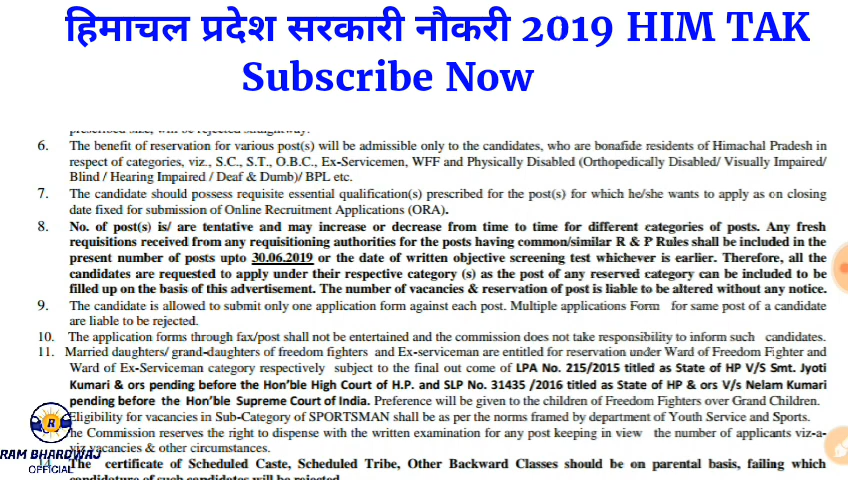 हिमाचल प्रदेश सरकारी नौकरी 2019 HIM TAK
Subscribe Now
prescribed size, will be rejected straightway.
6. The benefit of reservation for various post(s) will be admissible only to the candidates, who are bonafide residents of Himachal Pradesh in
respect of categories, viz., S.C., S.T., O.B.C., Ex-Servicemen, WFF and Physically Disabled (Orthopedically Disabled/ Visually Impaired/
Blind / Hearing Impaired / Deaf & Dumb)/ BPL etc.
7. The candidate should possess requisite essential qualification(s) prescribed for the post(s) for which he/she wants to apply as on closing
date fixed for submission of Online Recruitment Applications (ORA).
8. No. of post(s) is/ are tentative and may increase or decrease from time to time for different categories of posts. Any fresh
requisitions received from any requisitioning authorities for the posts having common/similar R & P Rules shall be included in the
present number of posts upto 30.06.2019 or the date of written objective screening test whichever is earlier. Therefore, all the
candidates are requested to apply under their respective category (s) as the post of any reserved category can be included to be
filled up on the basis of this advertisement. The number of vacancies & reservation of post is liable to be altered without any notice.
9. The candidate is allowed to submit only one application form against each post. Multiple applications Form for same post of a candidate
are liable to be rejected.
10. The application forms through fax/post shall not be entertained and the commission does not take responsibility to inform such candidates.
11. Married daughters/ grand-daughters of freedom fighters and Ex-serviceman are entitled for reservation under Ward of Freedom Fighter and
Ward of Ex-Serviceman category respectively subject to the final out come of LPA No. 215/2015 titled as State of HP V/S Smt. Jyoti
Kumari & ors pending before the Hon'ble High Court of H.P. and SLP No. 31435 /2016 titled as State of HP & ors V/s Nelam Kumari
pending before the Hon'ble Supreme Court of India. Preference will be given to the children of Freedom Fighters over Grand Children.
Eligibility for vacancies in Sub-Category of SPORTSMAN shall be as per the norms framed by department of Youth Service and Sports.
he Commission reserves the right to dispense with the written examination for any post keeping in view the number of applicants viz-a-
viz vacancies & other circumstances.
14. The certificate of Scheduled Caste, Scheduled Tribe, Other Backward Classes should be on parental basis, failing which
candidature of such candidates will be rejected.
R
RAM BHARDWAJ
OFFICIAL